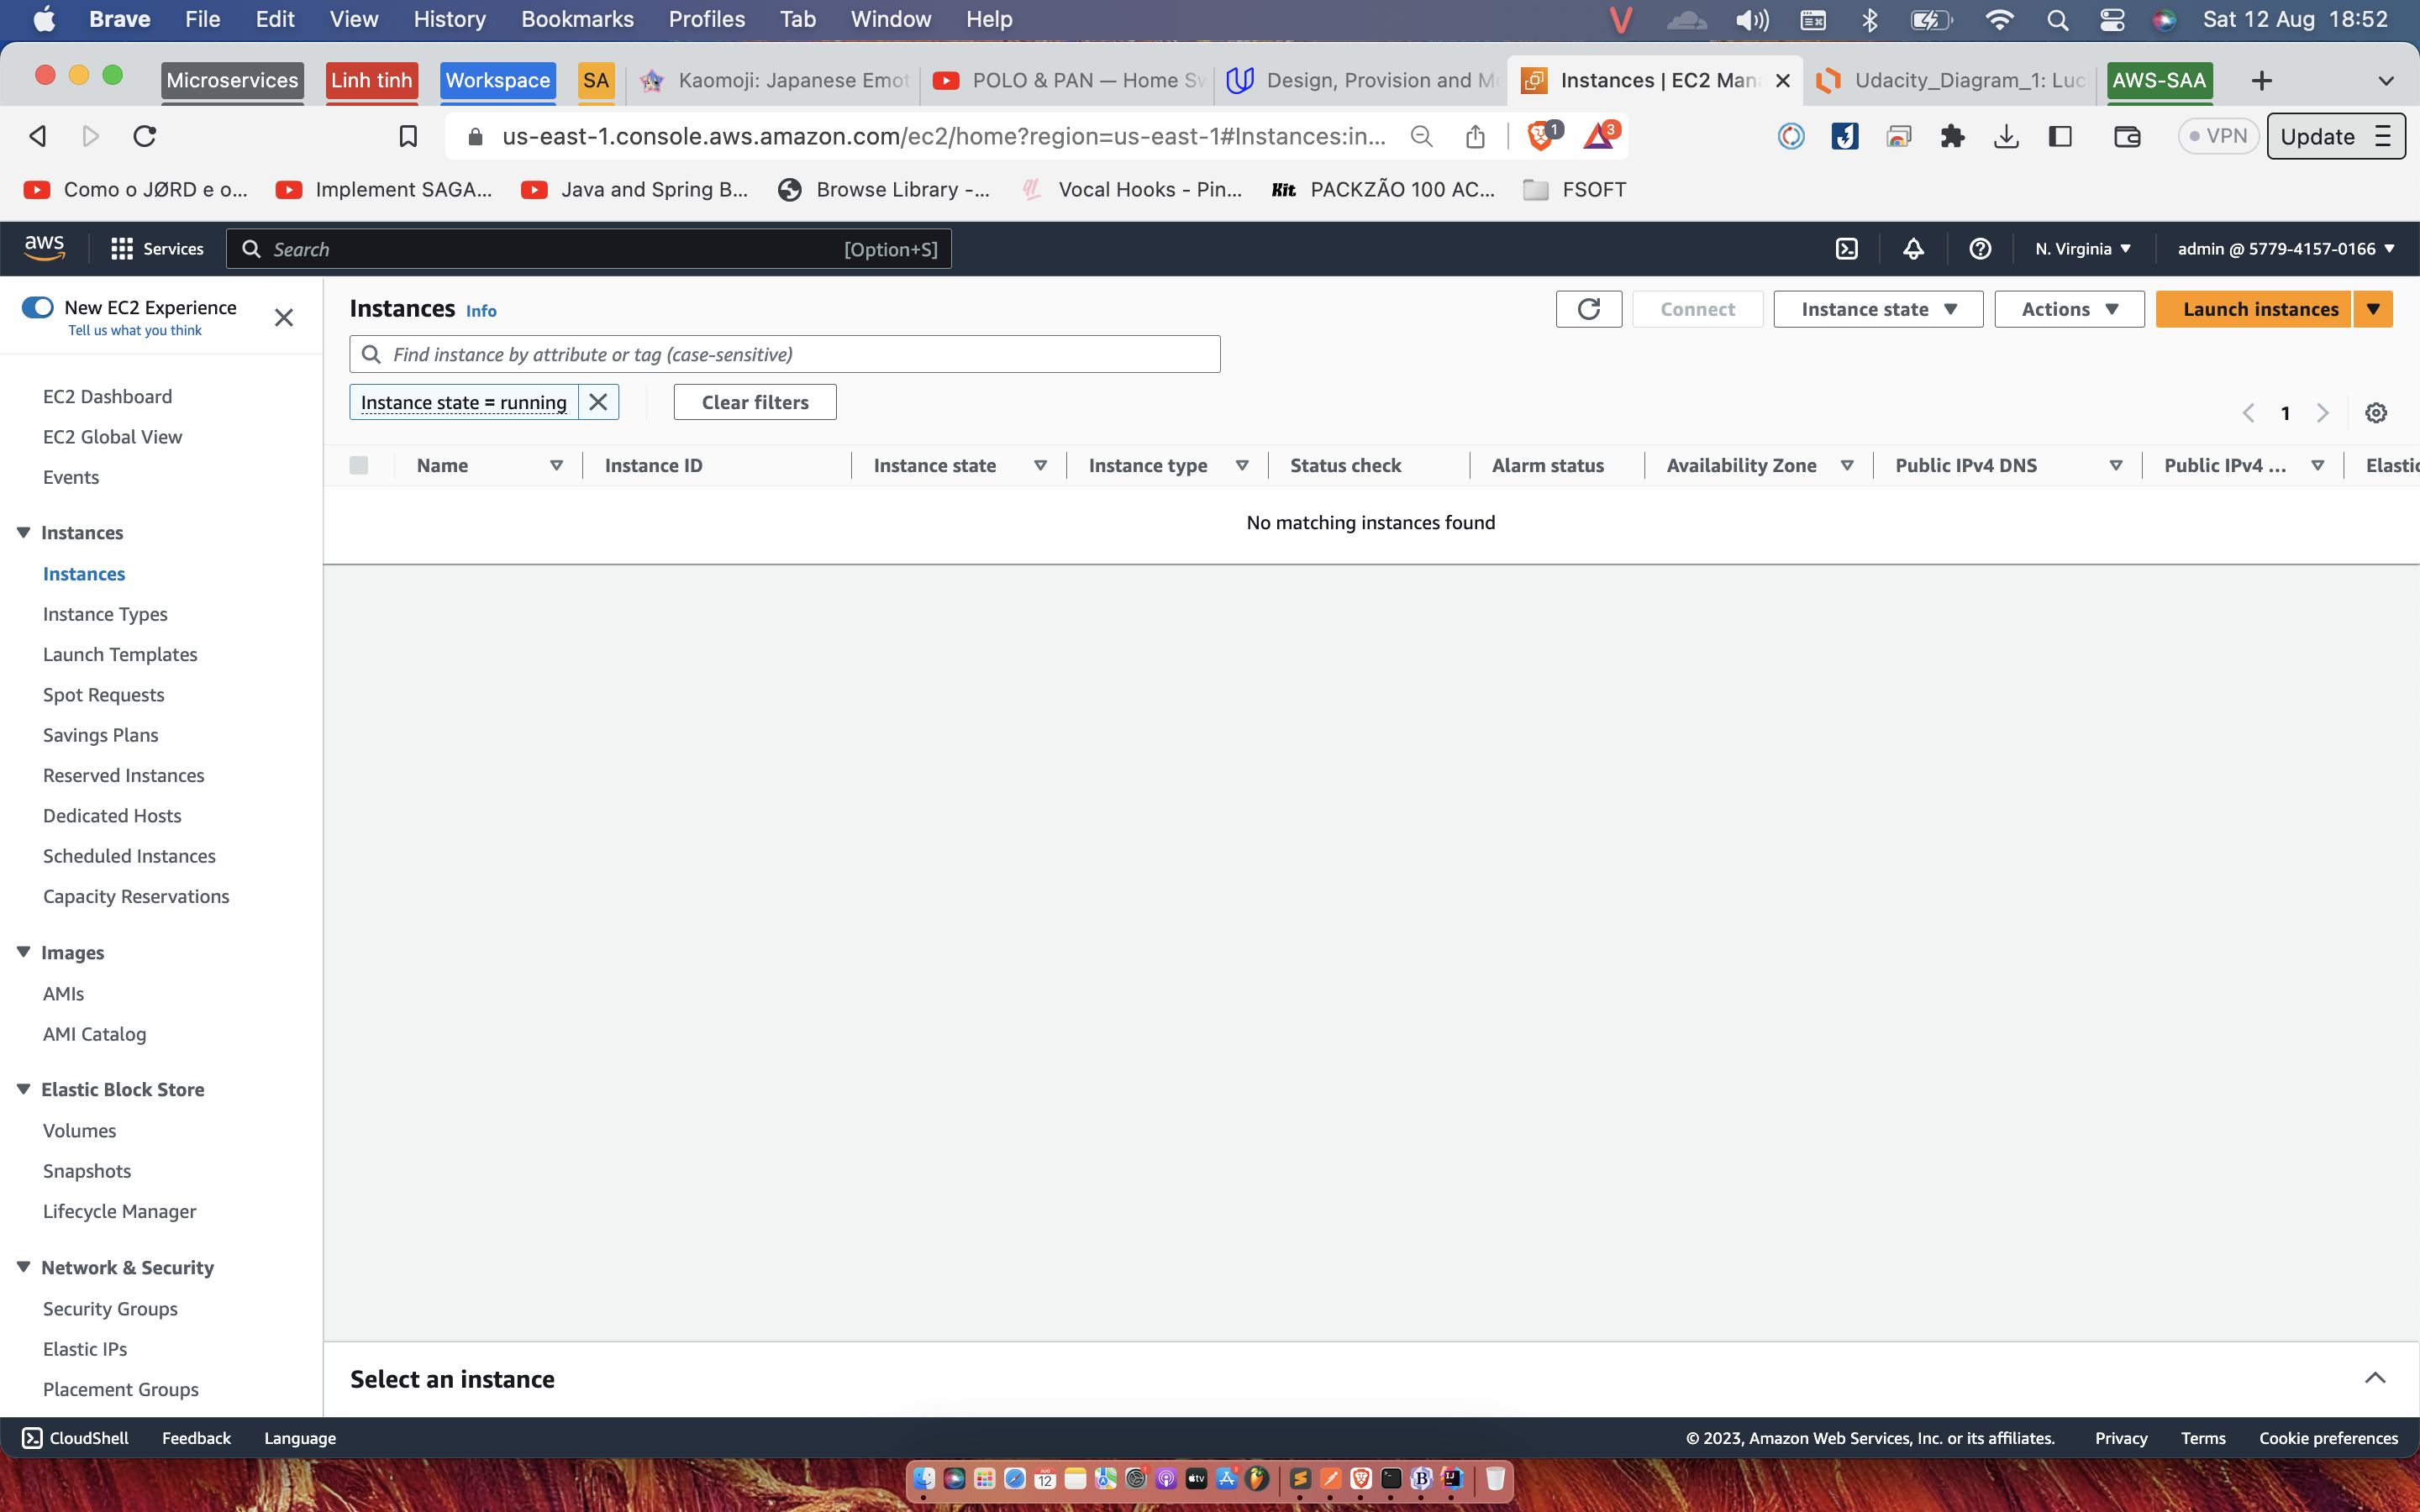 Brave File Edit View History Bookmarks Profiles Tab Window Help Sat 12 Aug 18:52
Microservices Linh tinh Workspace SA Kaomoji: Japanese Emot POLO & PAN — Home Sw Design, Provision and Mo Instances | EC2 Mana Udacity_Diagram_1: Luc AWS-SAA
us-east-1.console.aws.amazon.com/ec2/home?region=us-east-1#Instances:in... 1 3 VPN Update
Como o JØRD e o... Implement SAGA... Java and Spring B... Browse Library -... Vocal Hooks - Pin... Kit PACKZÃO 100 AC... FSOFT
aws Services Search [Option+S] N. Virginia admin @ 5779-4157-0166
New EC2 Experience
Tell us what you think
EC2 Dashboard
EC2 Global View
Events
Instances
Instances
Instance Types
Launch Templates
Spot Requests
Savings Plans
Reserved Instances
Dedicated Hosts
Scheduled Instances
Capacity Reservations
Images
AMIs
AMI Catalog
Elastic Block Store
Volumes
Snapshots
Lifecycle Manager
Network & Security
Security Groups
Elastic IPs
Placement Groups
Instances Info Connect Instance state Actions Launch instances
Find instance by attribute or tag (case-sensitive)
Instance state = running Clear filters
1
Name Instance ID Instance state Instance type Status check Alarm status Availability Zone Public IPv4 DNS Public IPv4 ... Elastic
No matching instances found
Select an instance
CloudShell Feedback Language © 2023, Amazon Web Services, Inc. or its affiliates. Privacy Terms Cookie preferences
12 tv